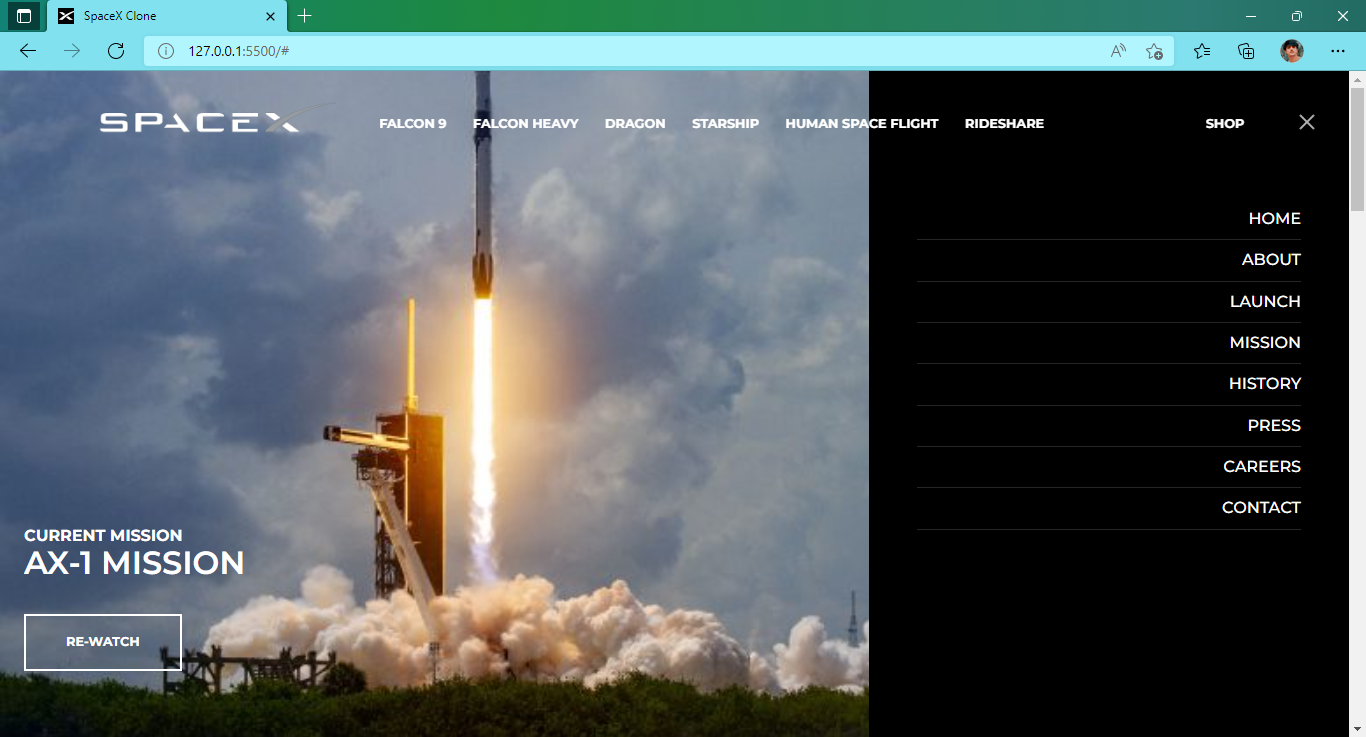 SpaceX Clone
127.0.0.1:5500/#
SPACEX
FALCON 9 FALCON HEAVY DRAGON STARSHIP HUMAN SPACE FLIGHT RIDESHARE SHOP
HOME
ABOUT
LAUNCH
MISSION
HISTORY
PRESS
CAREERS
CONTACT
CURRENT MISSION
AX-1 MISSION
RE-WATCH